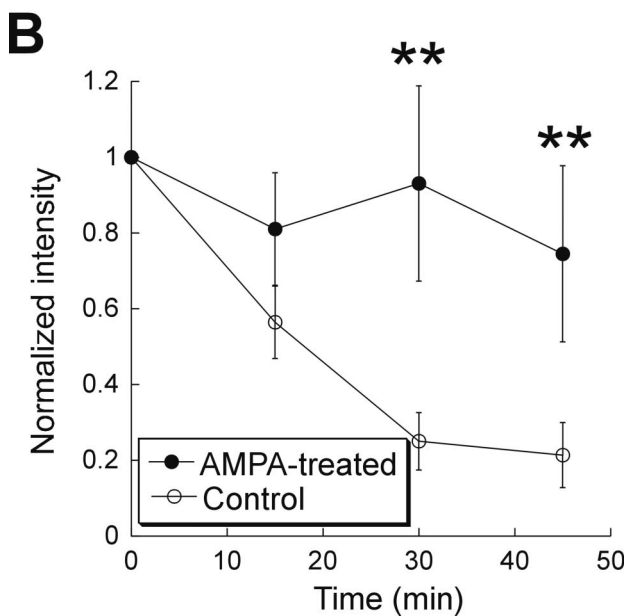 B
**
**
1.2
1
0.8
0.6
0.4
0.2
0
Normalized intensity
AMPA-treated
Control
0 10 20 30 40 50
Time (min)